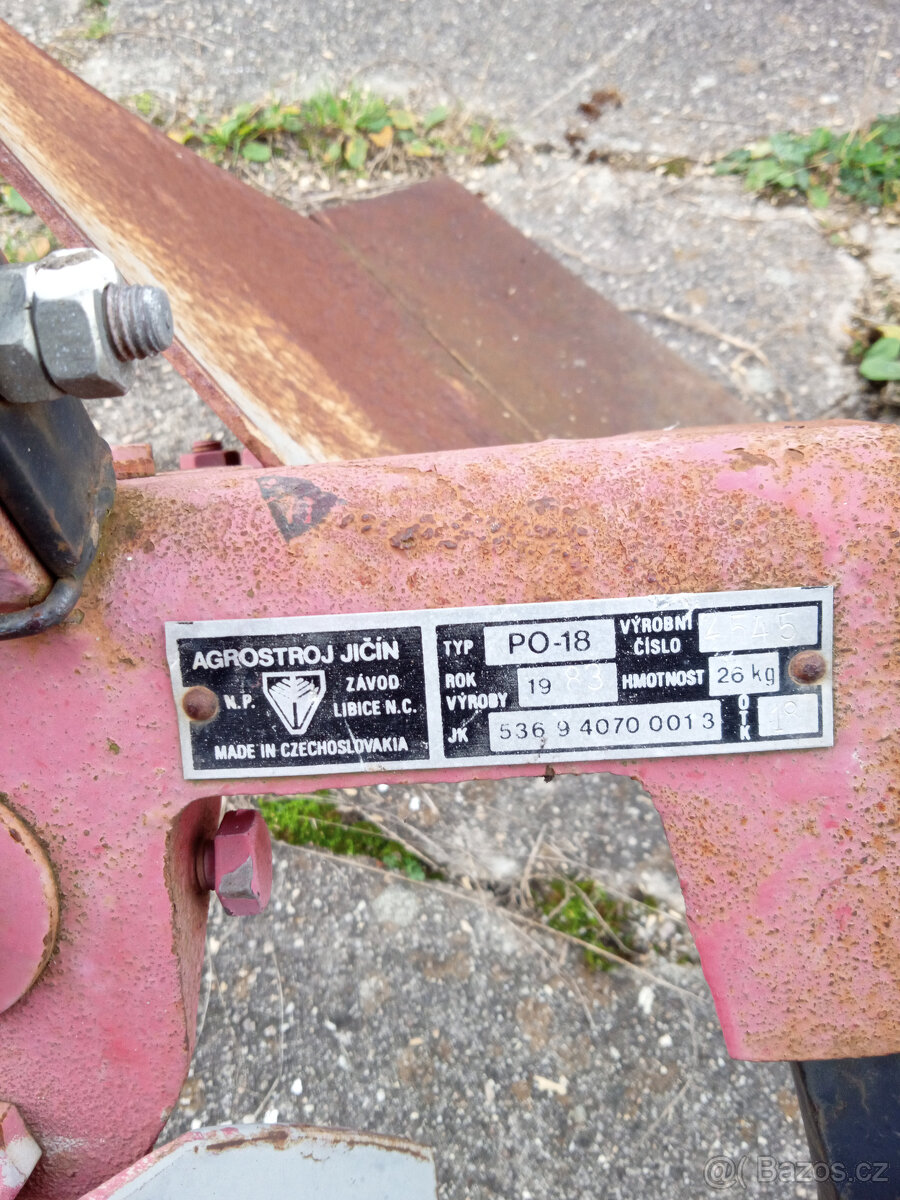 AGROSTROJ JIČÍN
N.P.
ZÁVOD
LIBICE N.C.
MADE IN CZECHOSLOVAKIA
TYP PO-18
VÝROBNÍ
ČÍSLO 4545
ROK
VÝROBY 1983
HMOTNOST 26 kg
JK 536 9 4070 001 3
OTK
@( Bazos.cz